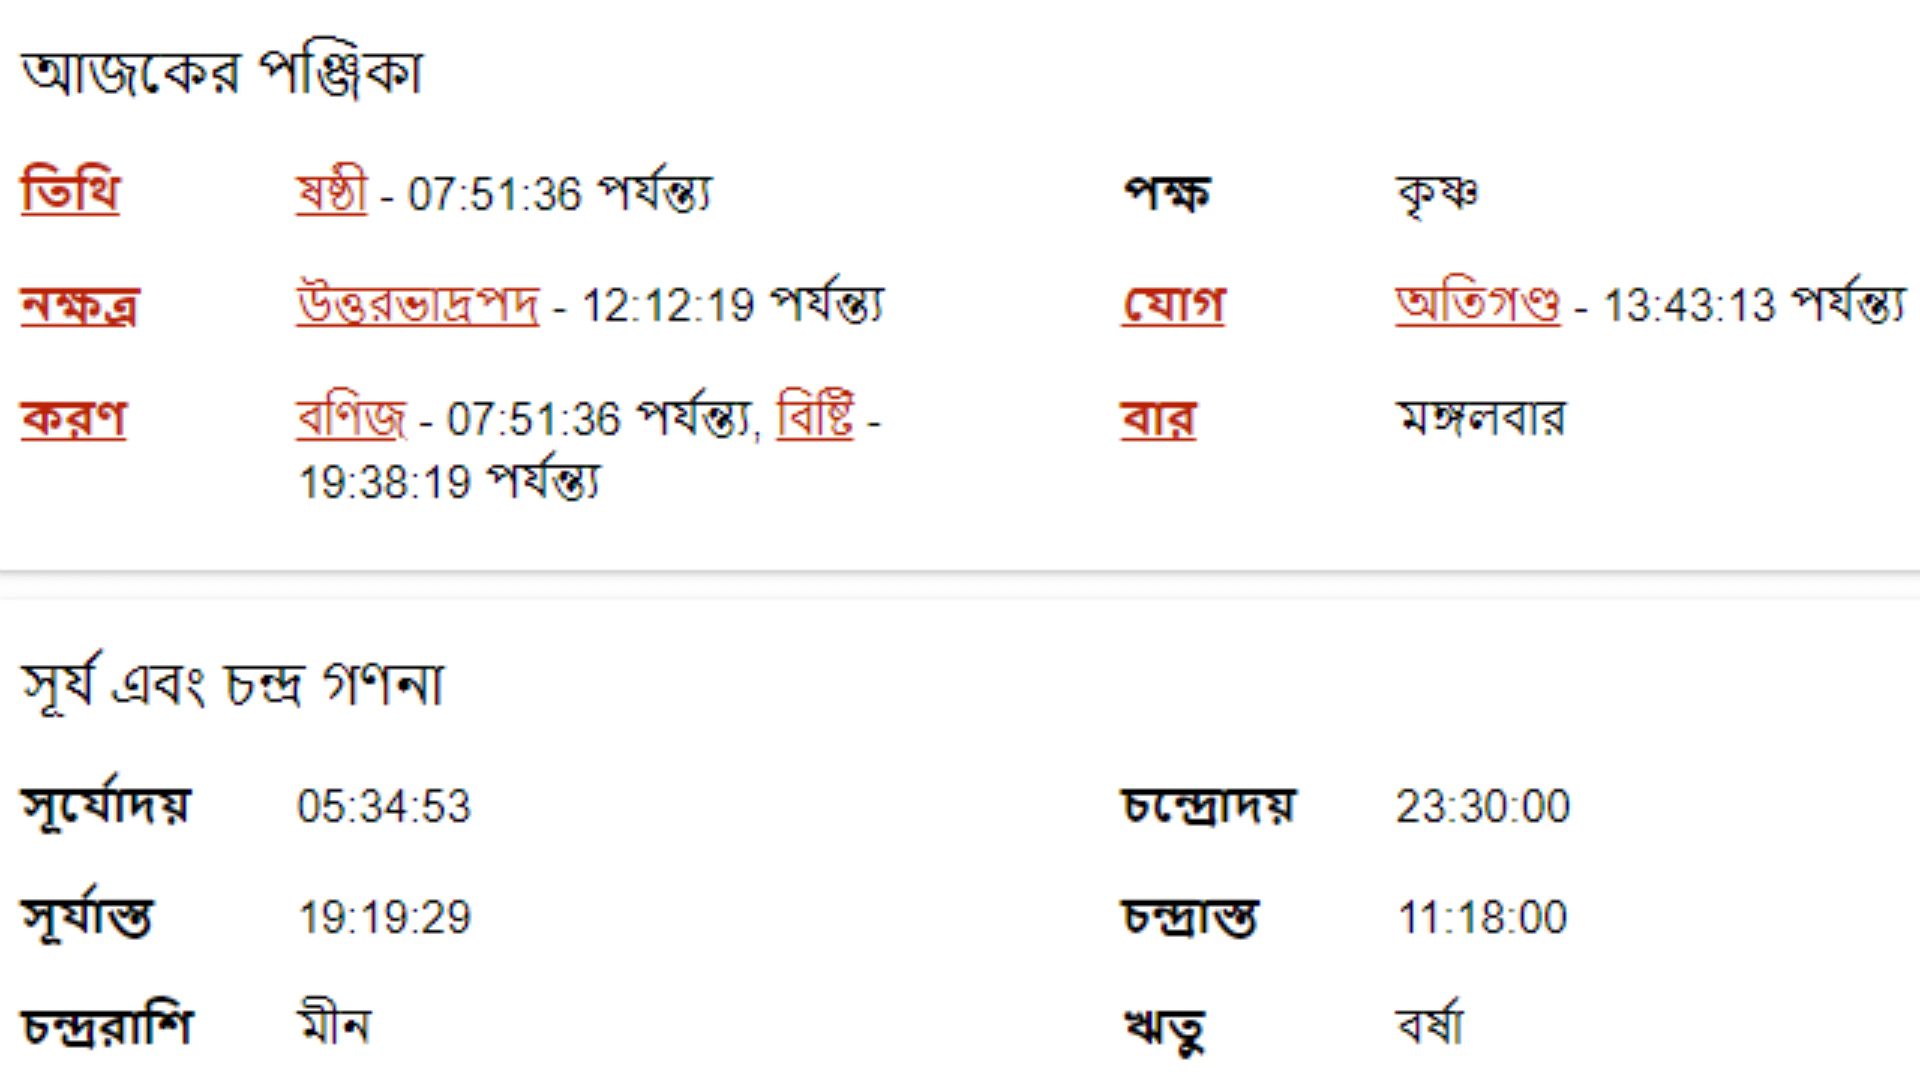 আজকের পঞ্জিকা
তিথি ষষ্ঠী - 07:51:36 পর্যন্ত্য পক্ষ কৃষ্ণ
নক্ষত্র উত্তরভাদ্রপদ - 12:12:19 পর্যন্ত্য যোগ অতিগণ্ড - 13:43:13 পর্যন্ত্য
করণ বণিজ - 07:51:36 পর্যন্ত্য, বিষ্টি - বার মঙ্গলবার
19:38:19 পর্যন্ত্য
সূর্য এবং চন্দ্র গণনা
সূর্যোদয় 05:34:53 চন্দ্রোদয় 23:30:00
সূর্যাস্ত 19:19:29 চন্দ্রাস্ত 11:18:00
চন্দ্ররাশি মীন ঋতু বর্ষা